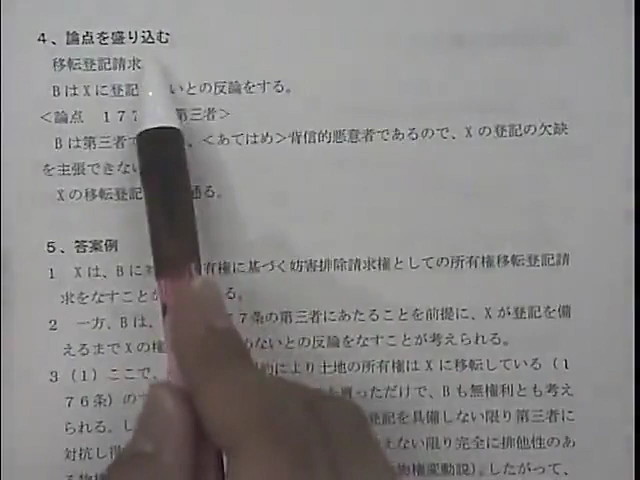 4、論点を盛り込む
移転登記請求
BはXに登記 いとの反論をする。
<論点 177 第三者>
Bは第三者で 、<あてはめ>背信的悪意者であるので、Xの登記の欠缺
を主張できな
Xの移転登記 通る。
5、答案例
1 Xは、Bに 有権に基づく妨害排除請求権としての所有権移転登記請
求をなすことが る。
2 一方、Bは、 7条の第三者にあたることを前提に、Xが登記を備
えるまでXの権 めないとの反論をなすことが考えられる。
3(1)ここで、 により土地の所有権はXに移転している(1
76条)の 買っただけで、Bも無権利とも考え
られる。し 登記を具備しない限り第三者に
対抗し得 えない限り完全に排他性のあ
物権変動説)。したがって、